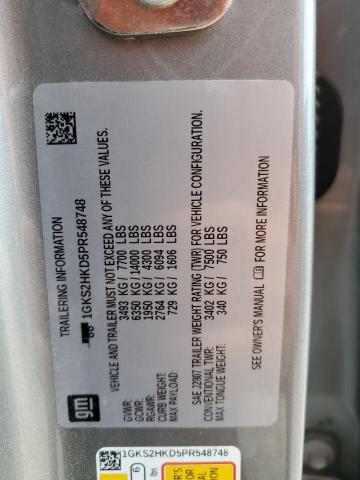 TRAILERING INFORMATION
1GKS2HKD5PR548748
VEHICLE AND TRAILER MUST NOT EXCEED ANY OF THESE VALUES.
GVWR: 3493 KG / 7700 LBS
GCWR: 6350 KG / 14000 LBS
RGAWR: 1950 KG / 4300 LBS
CURB WEIGHT: 2764 KG / 6094 LBS
MAX PAYLOAD: 729 KG / 1606 LBS
SAE J2807 TRAILER WEIGHT RATING (TWR) FOR VEHICLE CONFIGURATION.
CONVENTIONAL TWR: 3402 KG / 7500 LBS
MAX TONGUE WEIGHT: 340 KG / 750 LBS
SEE OWNER'S MANUAL FOR MORE INFORMATION
gm
1GKS2HKD5PR548748